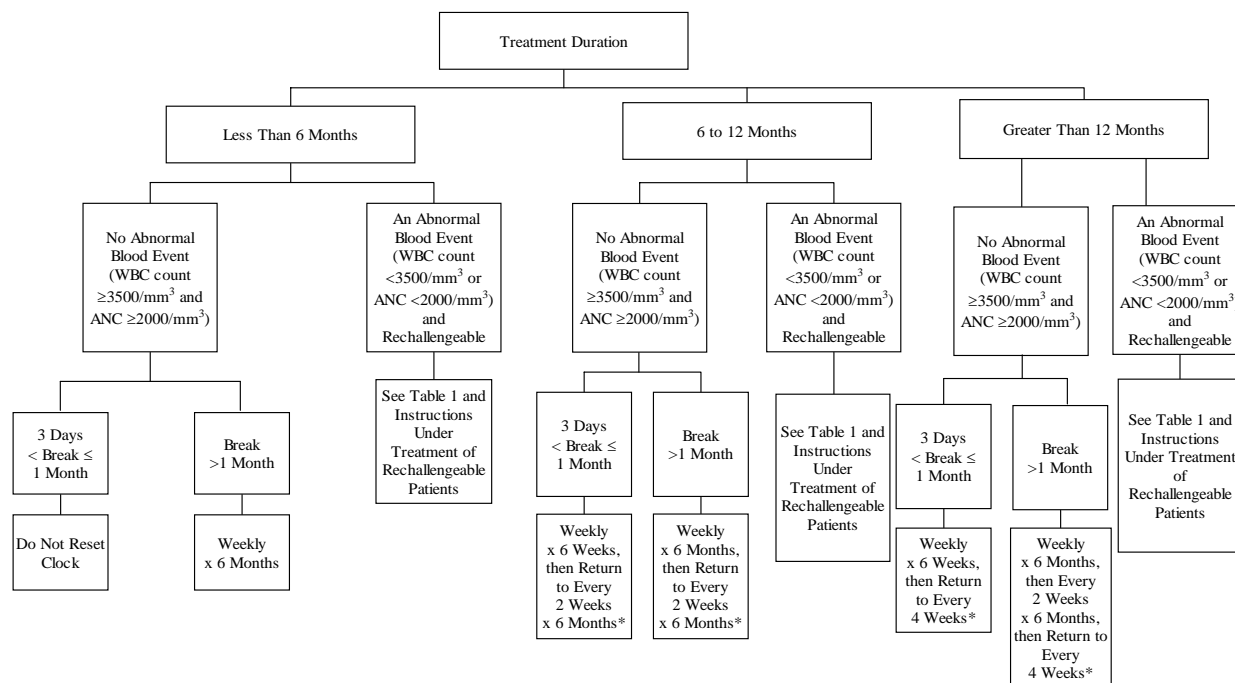 Treatment Duration
Less Than 6 Months
6 to 12 Months
Greater Than 12 Months
No Abnormal
Blood Event
(WBC count
≥3500/mm³ and
ANC ≥2000/mm³)
An Abnormal
Blood Event
(WBC count
<3500/mm³ or
ANC <2000/mm³)
and
Rechallengeable
No Abnormal
Blood Event
(WBC count
≥3500/mm³ and
ANC ≥2000/mm³)
An Abnormal
Blood Event
(WBC count
<3500/mm³ or
ANC <2000/mm³)
and
Rechallengeable
No Abnormal
Blood Event
(WBC count
≥3500/mm³ and
ANC ≥2000/mm³)
An Abnormal
Blood Event
(WBC count
<3500/mm³ or
ANC <2000/mm³)
and
Rechallengeable
3 Days
< Break ≤
1 Month
Break
>1 Month
See Table 1 and
Instructions
Under
Treatment of
Rechallengeable
Patients
3 Days
< Break ≤
1 Month
Break
>1 Month
See Table 1 and
Instructions
Under
Treatment of
Rechallengeable
Patients
3 Days
< Break ≤
1 Month
Break
>1 Month
See Table 1 and
Instructions
Under Treatment
of
Rechallengeable
Patients
Do Not Reset
Clock
Weekly
x 6 Months
Weekly
x 6 Weeks,
then Return
to Every
2 Weeks
x 6 Months*
Weekly
x 6 Months,
then Return
to Every
2 Weeks
x 6 Months*
Weekly
x 6 Weeks,
then Return
to Every
4 Weeks*
Weekly
x 6 Months,
then Every
2 Weeks
x 6 Months,
then Return to
Every
4 Weeks*